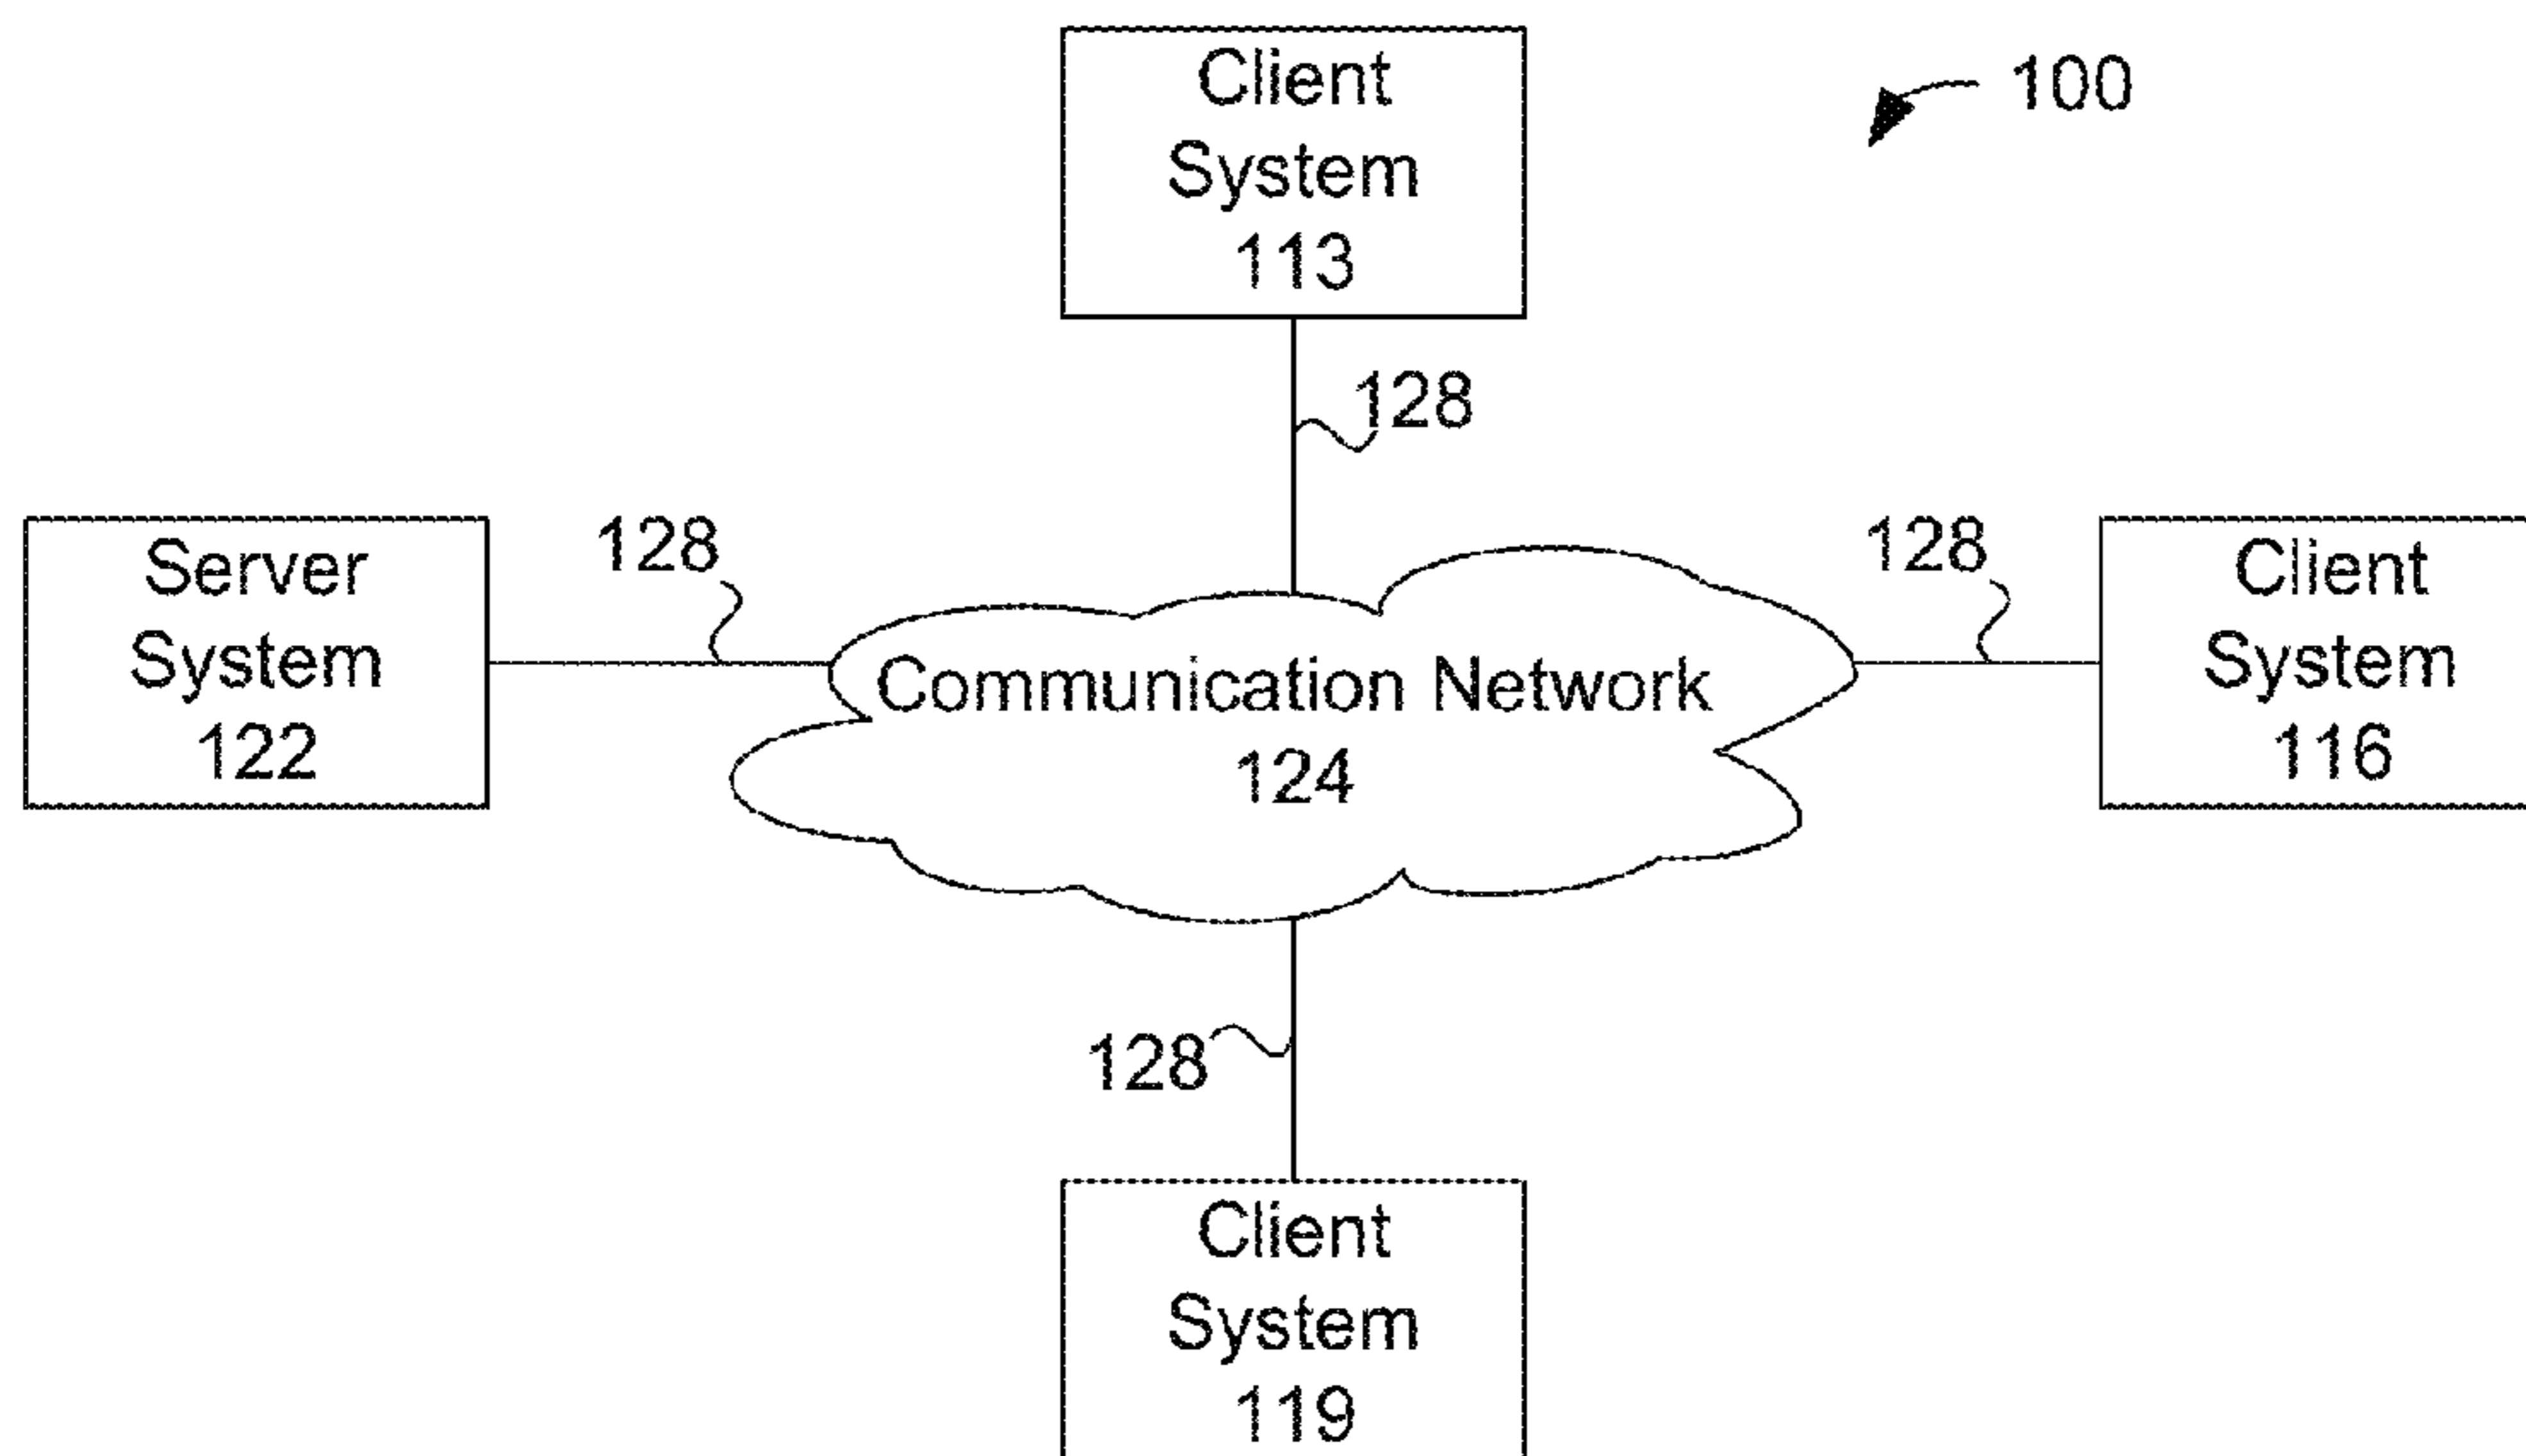 Client
System
113
100
128
Server
System
122
128
Communication Network
124
128
Client
System
116
128
Client
System
119